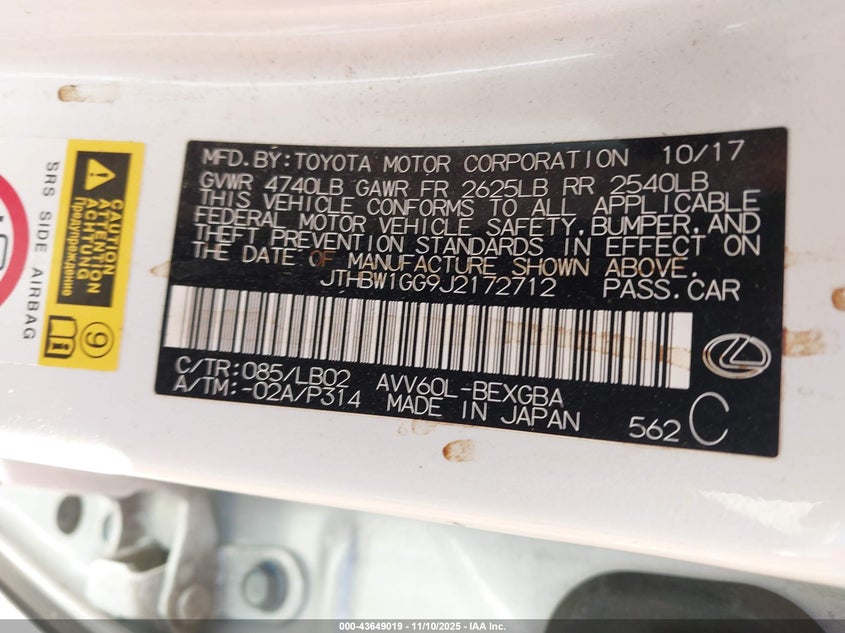 MFD.BY:TOYOTA MOTOR CORPORATION 10/17
GVWR 4740LB GAWR FR 2625LB RR 2540LB
THIS VEHICLE CONFORMS TO ALL APPLICABLE
FEDERAL MOTOR VEHICLE SAFETY,BUMPER,AND
THEFT PREVENTION STANDARDS IN EFFECT ON
THE DATE OF MANUFACTURE SHOWN ABOVE.
JTHBW1GG9J2172712 PASS.CAR
C/TR:085/LB02 AVV60L-BEXGBA
A/TM:-02A/P314 MADE IN JAPAN
562 C
CAUTION
ATTENTION
ACHTUNG
Предупреждение
9
SRS SIDE AIRBAG
000-43649019 - 11/10/2025 - IAA Inc.